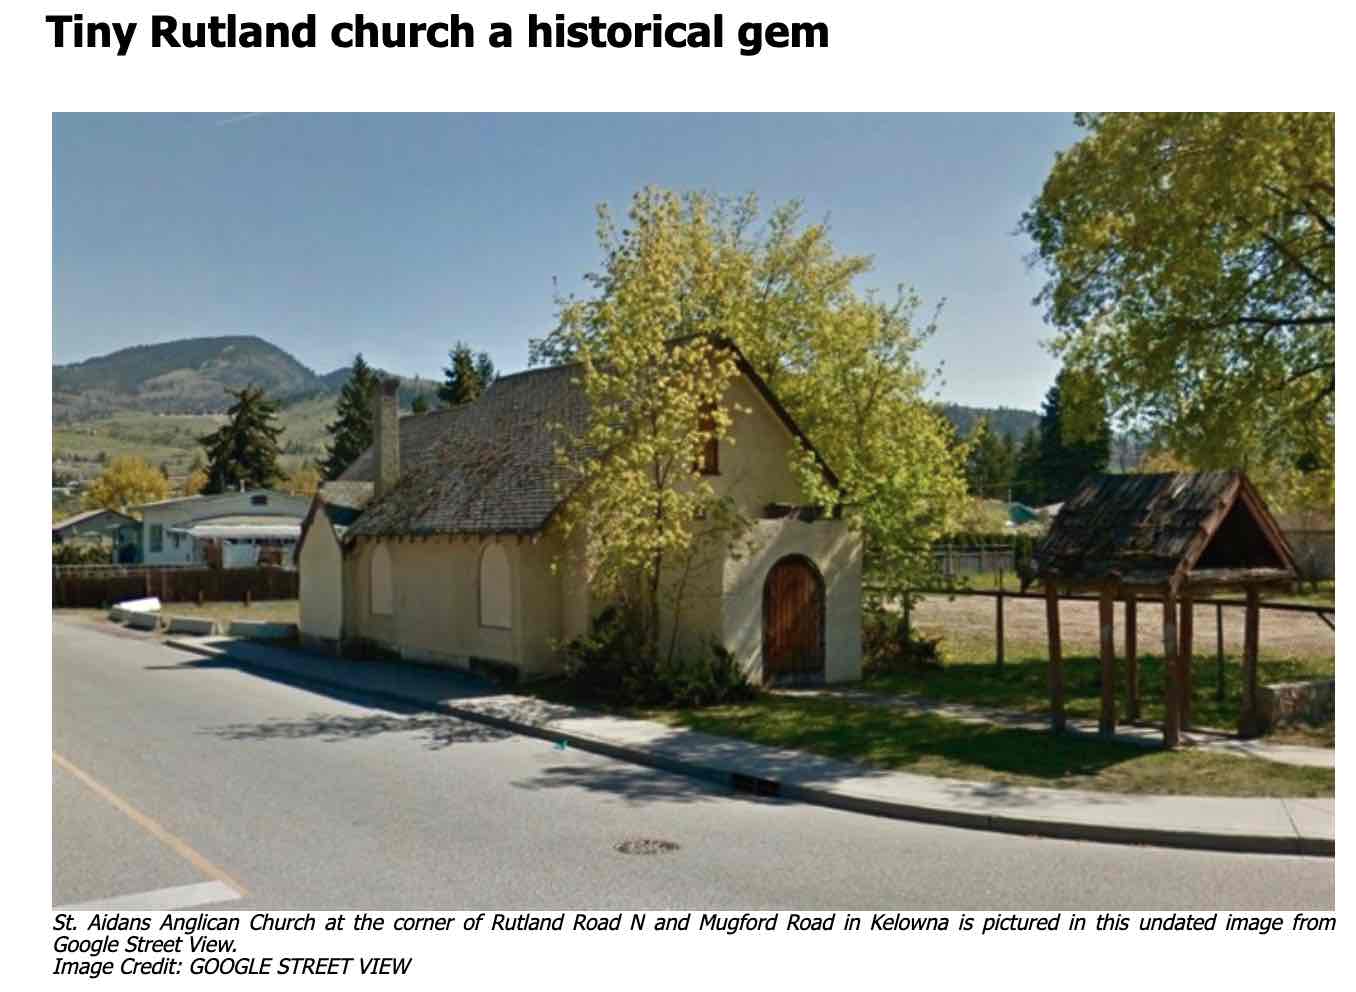 Tiny Rutland church a historical gem
St. Aidans Anglican Church at the corner of Rutland Road N and Mugford Road in Kelowna is pictured in this undated image from
Google Street View.
Image Credit: GOOGLE STREET VIEW